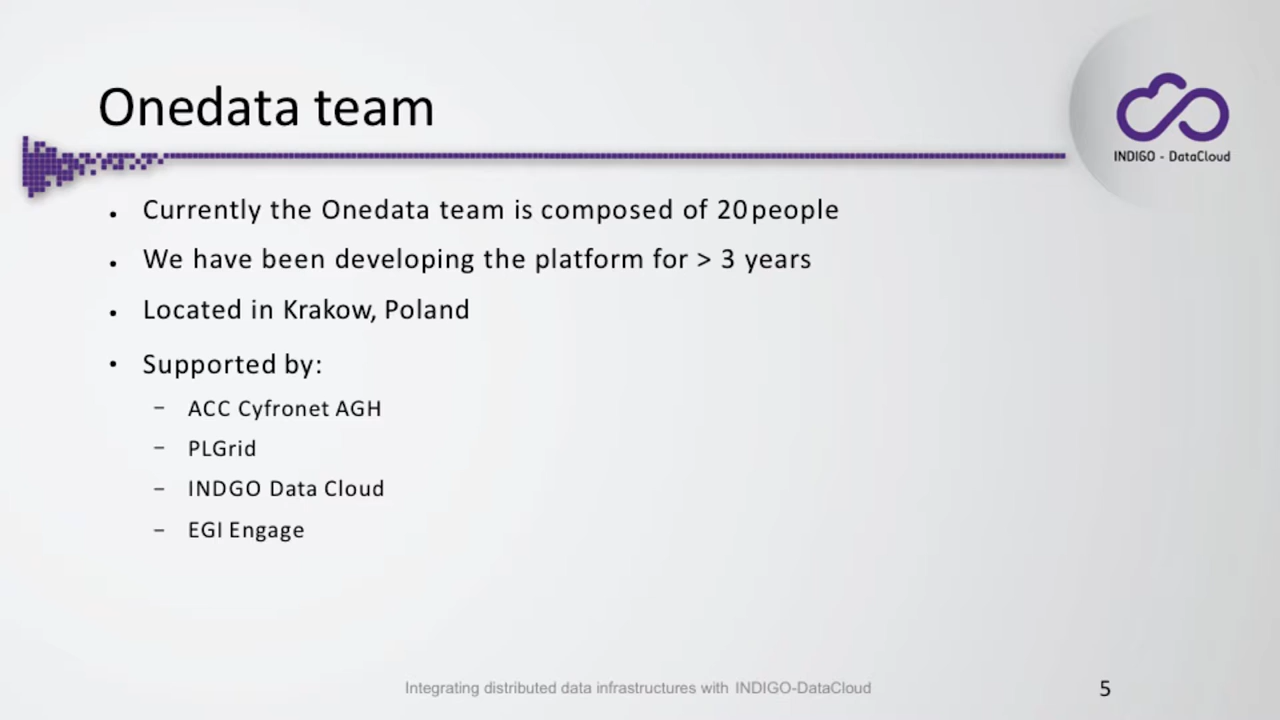 Onedata team
INDIGO - DataCloud
• Currently the Onedata team is composed of 20 people
• We have been developing the platform for > 3 years
• Located in Krakow, Poland
• Supported by:
– ACC Cyfronet AGH
– PLGrid
– INDGO Data Cloud
– EGI Engage
Integrating distributed data infrastructures with INDIGO-DataCloud
5